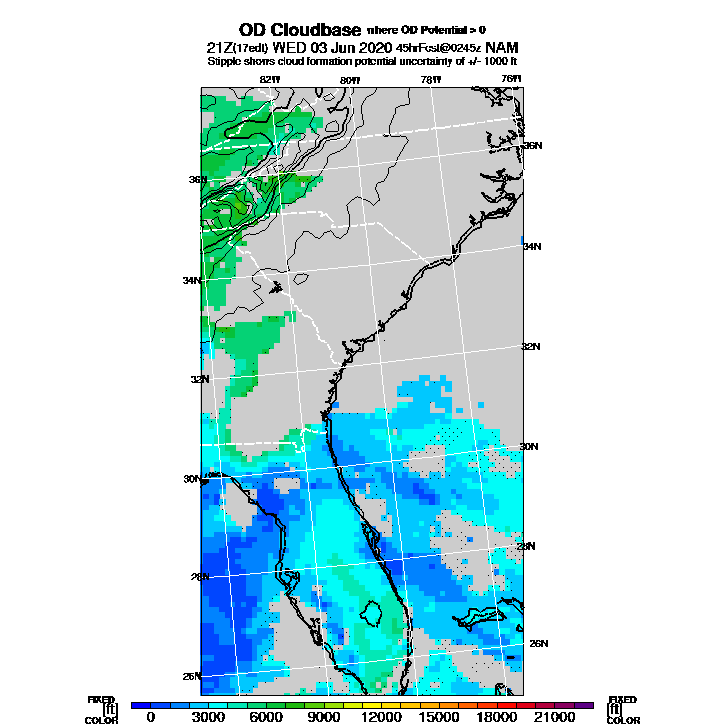 OD Cloudbase where OD Potential > 0
21Z(17edt) WED 03 Jun 2020 45hrFcst@0245z NAM
Stipple shows cloud formation potential uncertainty of +/- 1000 ft
82W 80W 78W 76W
36N
36N
34N
34N
32N
32N
30N
30N
28N
28N
26N
26N
FIXED FIXED
[ft] [ft]
COLOR 0 3000 6000 9000 12000 15000 18000 21000 COLOR